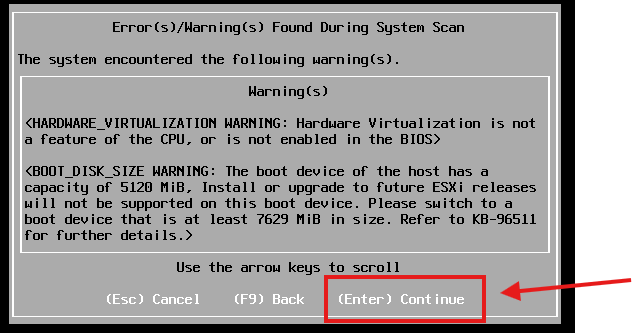 Error(s)/Warning(s) Found During System Scan
The system encountered the following warning(s).
Warning(s)
<HARDWARE_VIRTUALIZATION WARNING: Hardware Virtualization is not
a feature of the CPU, or is not enabled in the BIOS>
<BOOT_DISK_SIZE WARNING: The boot device of the host has a
capacity of 5120 MiB, Install or upgrade to future ESXi releases
will not be supported on this boot device. Please switch to a
boot device that is at least 7629 MiB in size. Refer to KB-96511
for further details.>
Use the arrow keys to scroll
(Esc) Cancel (F9) Back (Enter) Continue